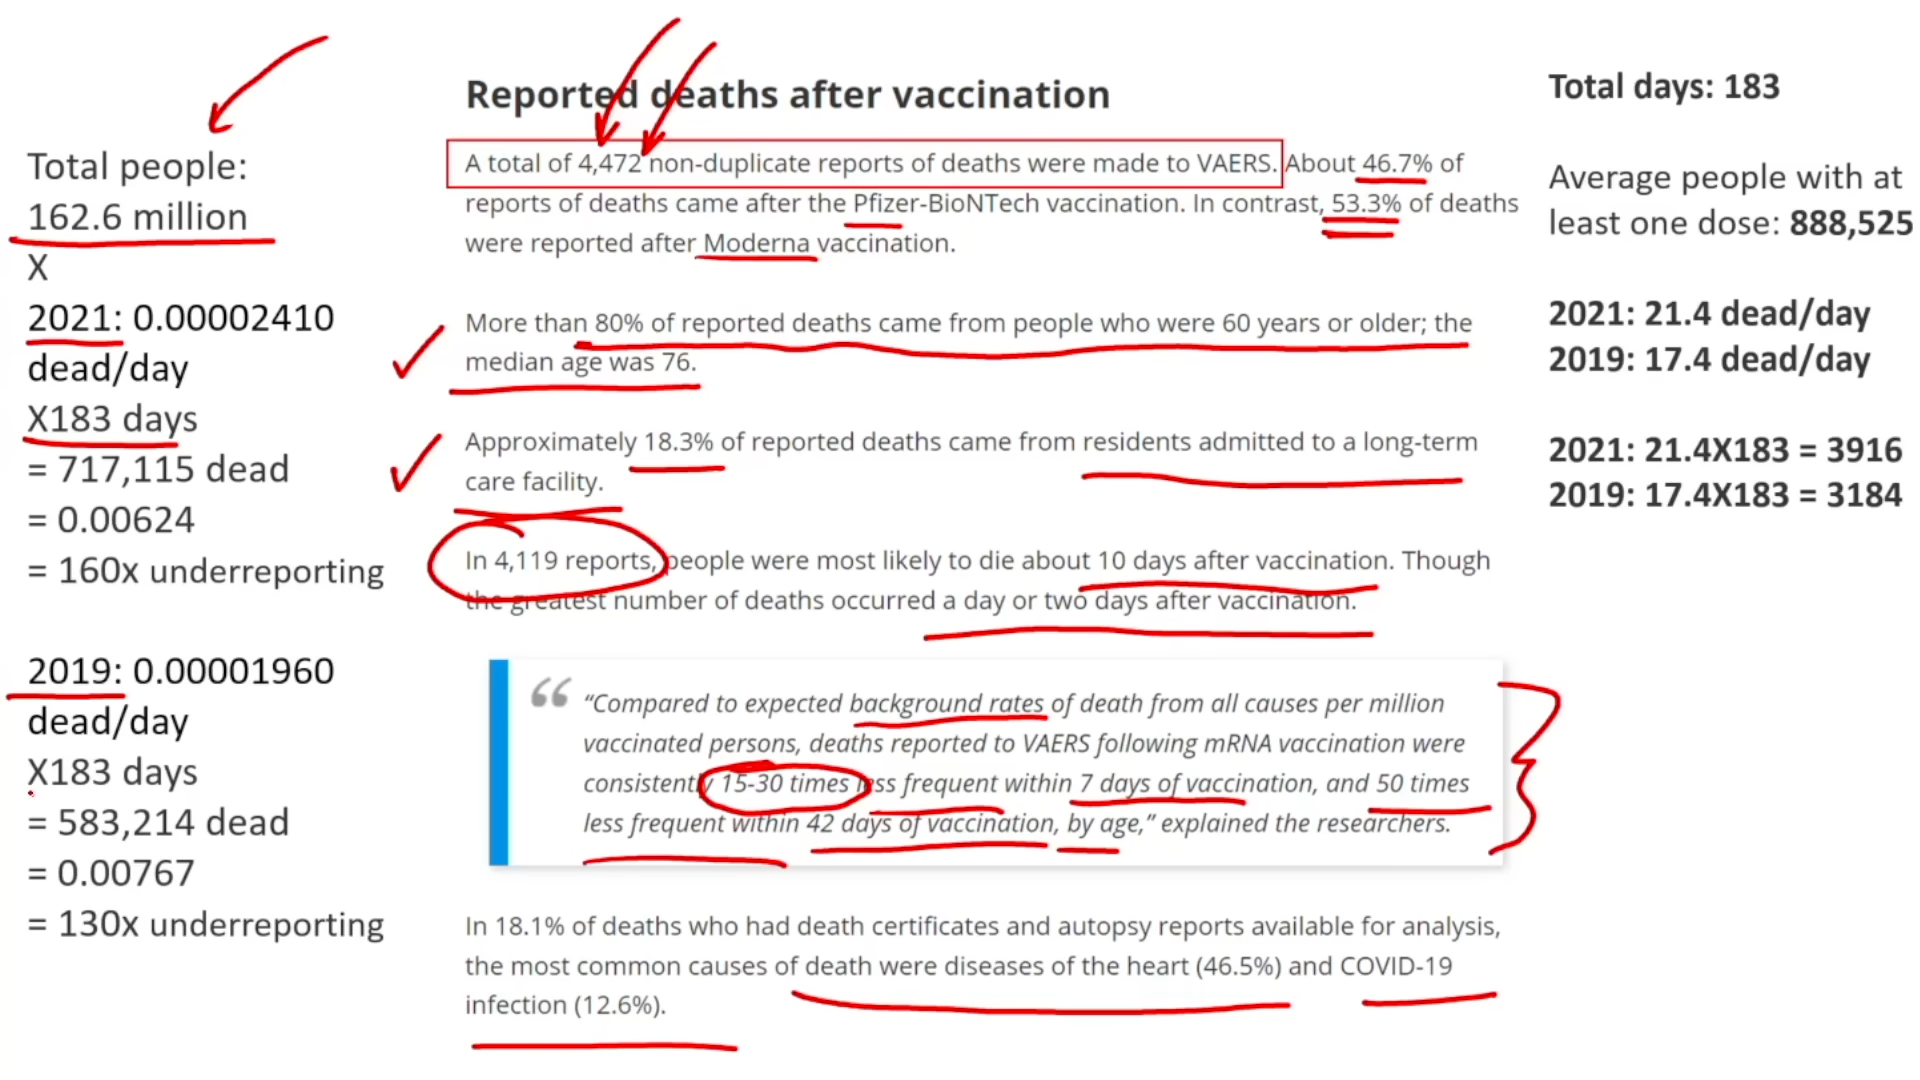 Total people:
162.6 million
X
2021: 0.00002410
dead/day
X183 days
= 717,115 dead
= 0.00624
= 160x underreporting
2019: 0.00001960
dead/day
X183 days
= 583,214 dead
= 0.00767
= 130x underreporting
Reported deaths after vaccination
A total of 4,472 non-duplicate reports of deaths were made to VAERS. About 46.7% of
reports of deaths came after the Pfizer-BioNTech vaccination. In contrast, 53.3% of deaths
were reported after Moderna vaccination.
More than 80% of reported deaths came from people who were 60 years or older; the
median age was 76.
Approximately 18.3% of reported deaths came from residents admitted to a long-term
care facility.
In 4,119 reports, people were most likely to die about 10 days after vaccination. Though
the greatest number of deaths occurred a day or two days after vaccination.
“Compared to expected background rates of death from all causes per million
vaccinated persons, deaths reported to VAERS following mRNA vaccination were
consistently 15-30 times less frequent within 7 days of vaccination, and 50 times
less frequent within 42 days of vaccination, by age,” explained the researchers.
In 18.1% of deaths who had death certificates and autopsy reports available for analysis,
the most common causes of death were diseases of the heart (46.5%) and COVID-19
infection (12.6%).
Total days: 183
Average people with at
least one dose: 888,525
2021: 21.4 dead/day
2019: 17.4 dead/day
2021: 21.4X183 = 3916
2019: 17.4X183 = 3184